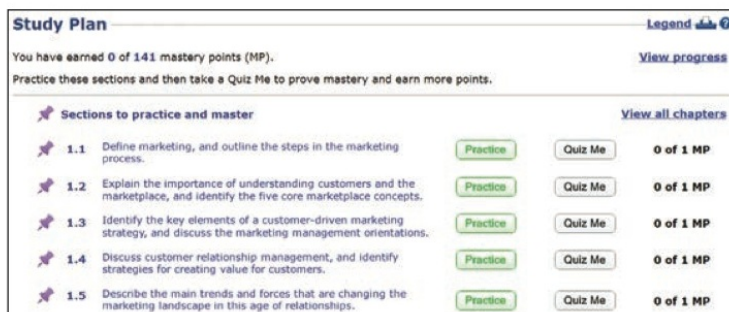 Study Plan Legend
You have earned 0 of 141 mastery points (MP). View progress
Practice these sections and then take a Quiz Me to prove mastery and earn more points.
Sections to practice and master View all chapters
1.1 Define marketing, and outline the steps in the marketing process. Practice Quiz Me 0 of 1 MP
1.2 Explain the importance of understanding customers and the marketplace, and identify the five core marketplace concepts. Practice Quiz Me 0 of 1 MP
1.3 Identify the key elements of a customer-driven marketing strategy, and discuss the marketing management orientations. Practice Quiz Me 0 of 1 MP
1.4 Discuss customer relationship management, and identify strategies for creating value for customers. Practice Quiz Me 0 of 1 MP
1.5 Describe the main trends and forces that are changing the marketing landscape in this age of relationships. Practice Quiz Me 0 of 1 MP